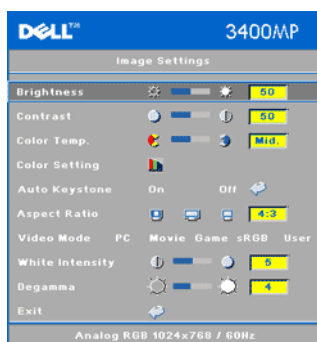 DELL™ 3400MP
Image Settings
Brightness 50
Contrast 50
Color Temp. Mid.
Color Setting
Auto Keystone On Off
Aspect Ratio 4:3
Video Mode PC Movie Game sRGB User
White Intensity 5
Degamma 4
Exit
Analog RGB 1024x768 / 60Hz